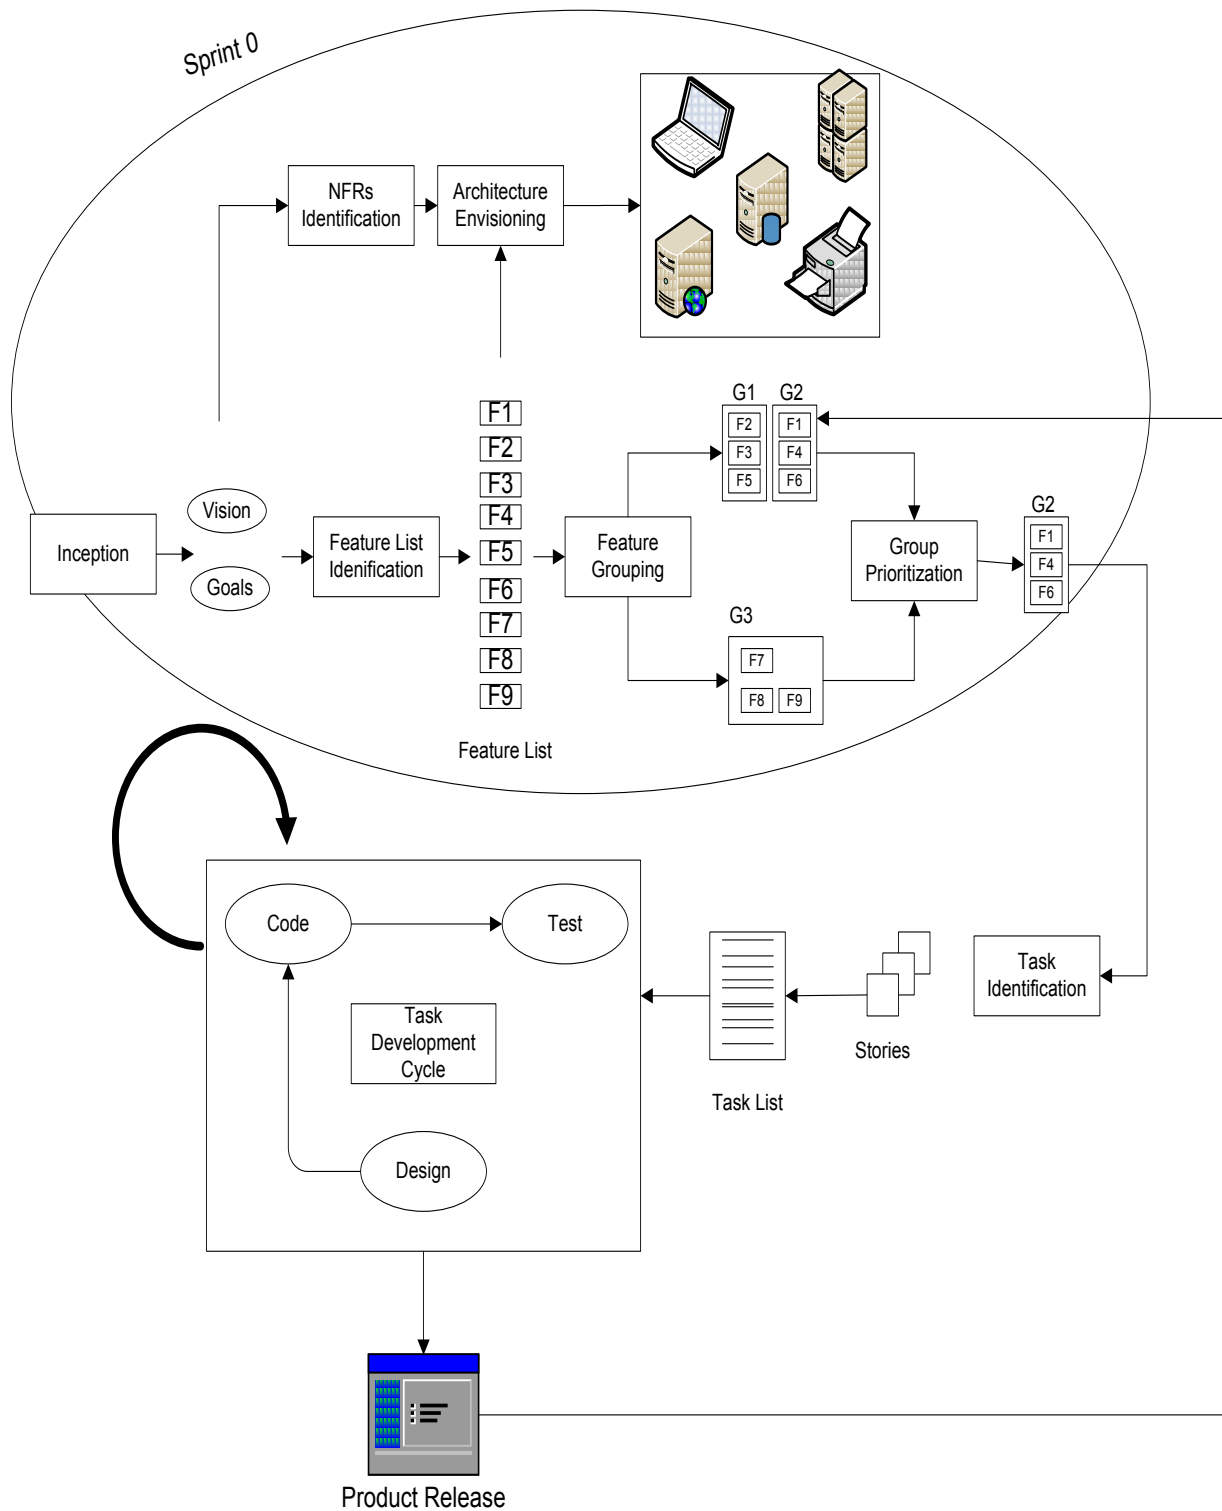 Sprint 0
NFRs
Identification
Architecture
Envisioning
F1
F2
F3
F4
F5
F6
F7
F8
F9
Feature List
Inception
Vision
Goals
Feature List
Idenification
Feature
Grouping
G1
F2
F3
F5
G2
F1
F4
F6
G3
F7
F8
F9
Group
Prioritization
G2
F1
F4
F6
Task
Identification
Stories
Task List
Code
Test
Task
Development
Cycle
Design
Product Release